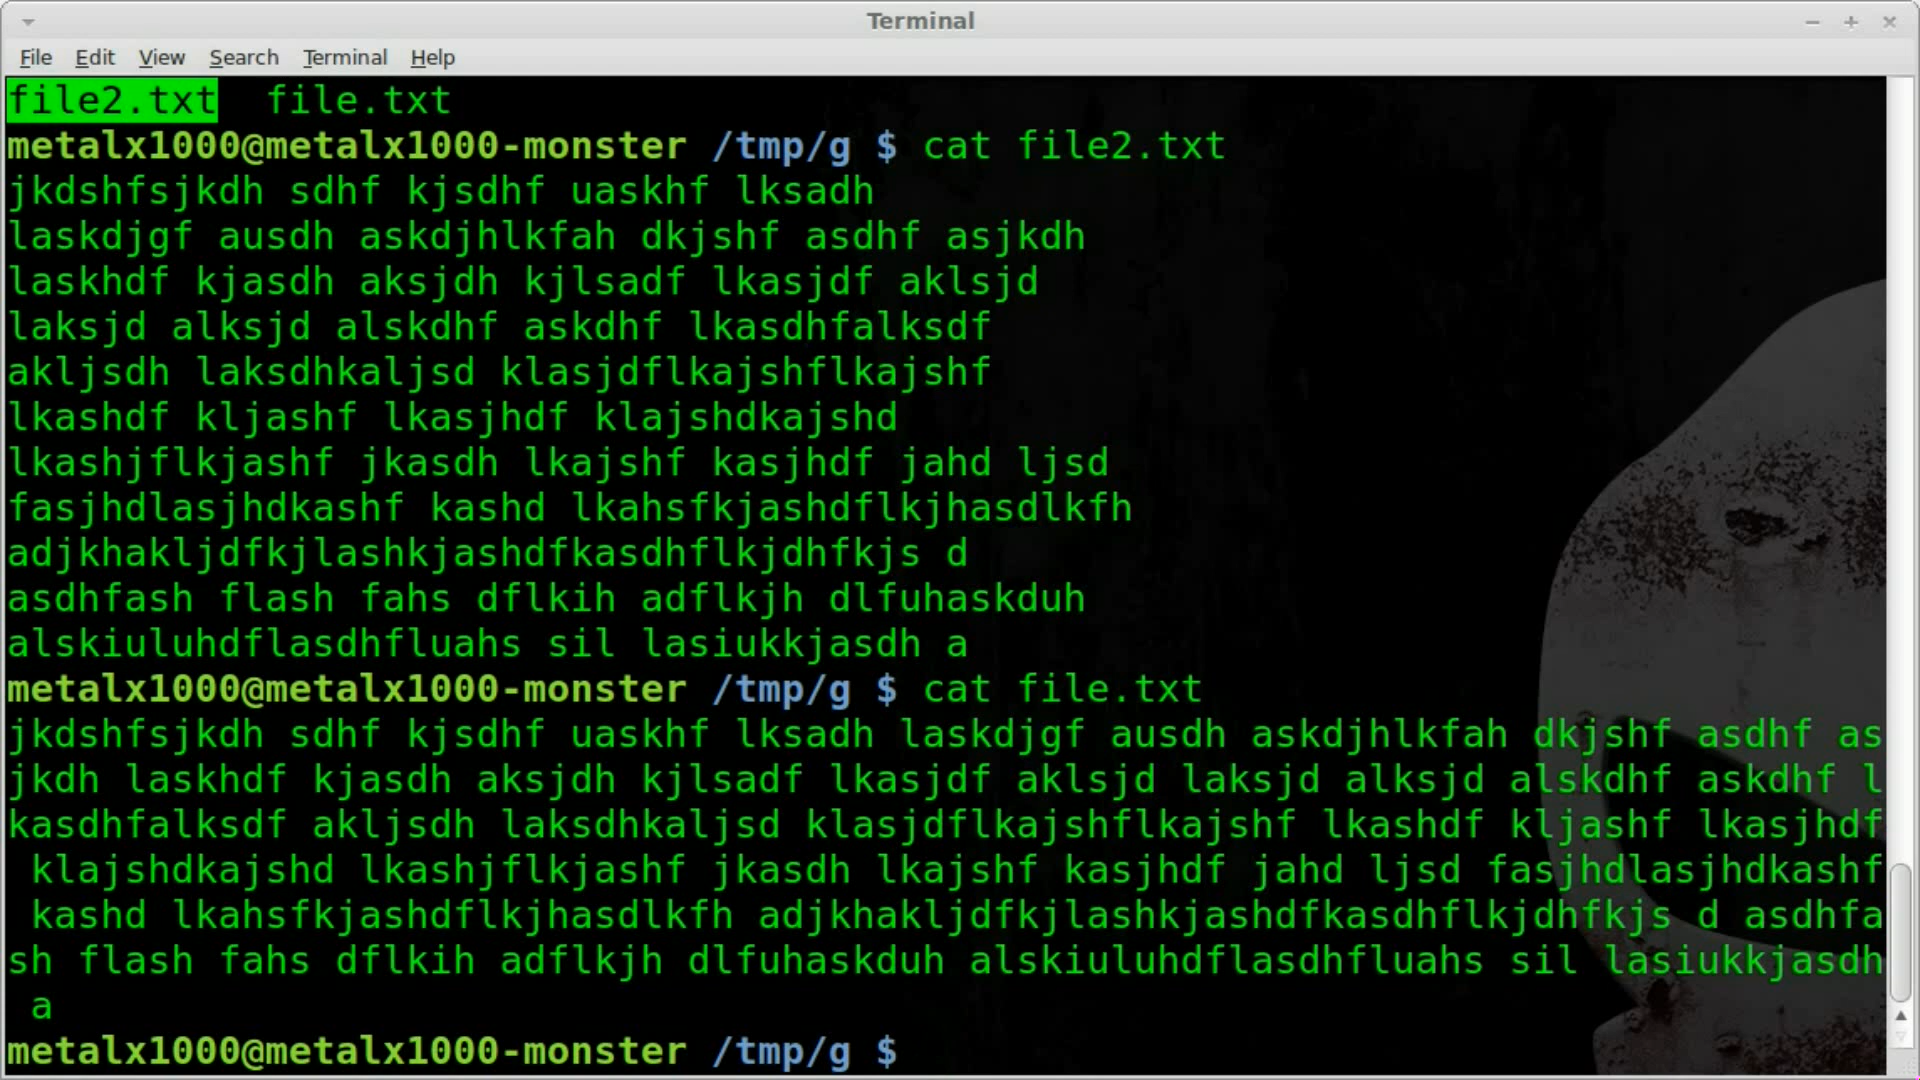 Terminal
File Edit View Search Terminal Help
file2.txt file.txt
metalx1000@metalx1000-monster /tmp/g $ cat file2.txt
jkdshfsjkdh sdhf kjsdhf uaskhf lksadh
laskdjgf ausdh askdjhlkfah dkjshf asdhf asjkdh
laskhdf kjasdh aksjdh kjlsadf lkasjdf aklsjd
laksjd alksjd alskdhf askdhf lkasdhfalksdf
akljsdh laksdhkaljsd klasjdflkajshflkajshf
lkashdf kljashf lkasjhdf klajshdkajshd
lkashjflkjashf jkasdh lkajshf kasjhdf jahd ljsd
fasjhdlasjhdkashf kashd lkahsfkjashdflkjhasdlkfh
adjkhakljdfkjlashkjashdfkasdhflkjdhfkjs d
asdhfash flash fahs dflkih adflkjh dlfuhaskduh
alskiuluhdflasdhfluahs sil lasiukkjasdh a
metalx1000@metalx1000-monster /tmp/g $ cat file.txt
jkdshfsjkdh sdhf kjsdhf uaskhf lksadh laskdjgf ausdh askdjhlkfah dkjshf asdhf as
jkdh laskhdf kjasdh aksjdh kjlsadf lkasjdf aklsjd laksjd alksjd alskdhf askdhf l
kasdhfalksdf akljsdh laksdhkaljsd klasjdflkajshflkajshf lkashdf kljashf lkasjhdf
klajshdkajshd lkashjflkjashf jkasdh lkajshf kasjhdf jahd ljsd fasjhdlasjhdkashf
kashd lkahsfkjashdflkjhasdlkfh adjkhakljdfkjlashkjashdfkasdhflkjdhfkjs d asdhfa
sh flash fahs dflkih adflkjh dlfuhaskduh alskiuluhdflasdhfluahs sil lasiukkjasdh
a
metalx1000@metalx1000-monster /tmp/g $